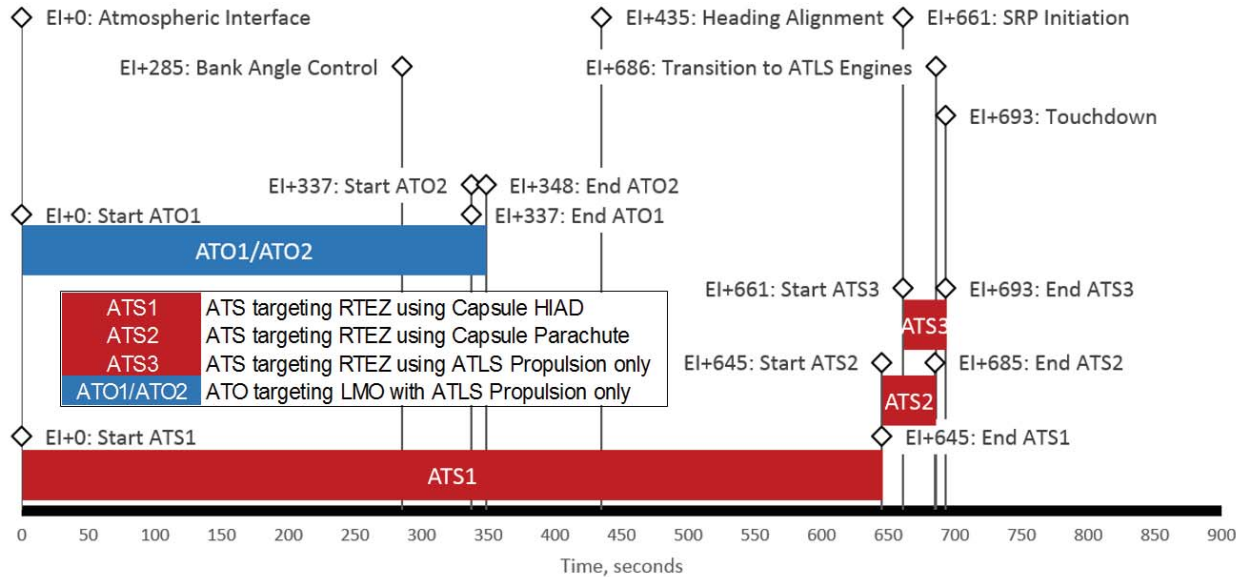 EI+0: Atmospheric Interface
EI+435: Heading Alignment
EI+661: SRP Initiation
EI+285: Bank Angle Control
EI+686: Transition to ATLS Engines
EI+693: Touchdown
EI+337: Start ATO2
EI+348: End ATO2
EI+0: Start ATO1
EI+337: End ATO1
ATO1/ATO2
ATS1 ATS targeting RTEZ using Capsule HIAD
ATS2 ATS targeting RTEZ using Capsule Parachute
ATS3 ATS targeting RTEZ using ATLS Propulsion only
ATO1/ATO2 ATO targeting LMO with ATLS Propulsion only
EI+661: Start ATS3
EI+693: End ATS3
ATS3
EI+645: Start ATS2
EI+685: End ATS2
ATS2
EI+0: Start ATS1
EI+645: End ATS1
ATS1
0 50 100 150 200 250 300 350 400 450 500 550 600 650 700 750 800 850 900
Time, seconds